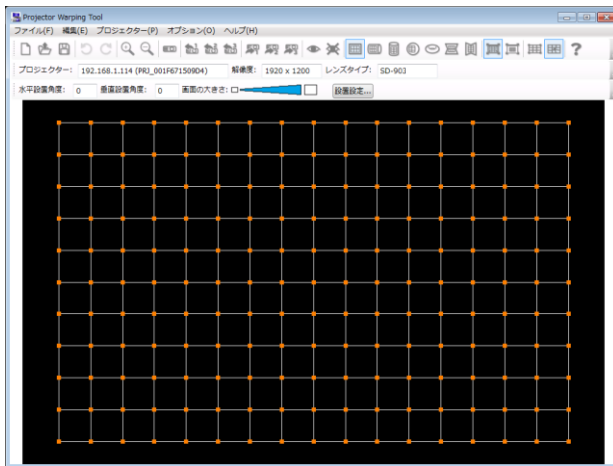 Projector Warping Tool
ファイル(F) 編集(E) プロジェクター(P) オプション(O) ヘルプ(H)
プロジェクター: 192.168.1.114 (PRJ_001F671509D4) 解像度: 1920 x 1200 レンズタイプ: SD-903
水平設置角度: 0 垂直設置角度: 0 画面の大きさ: 設置設定...